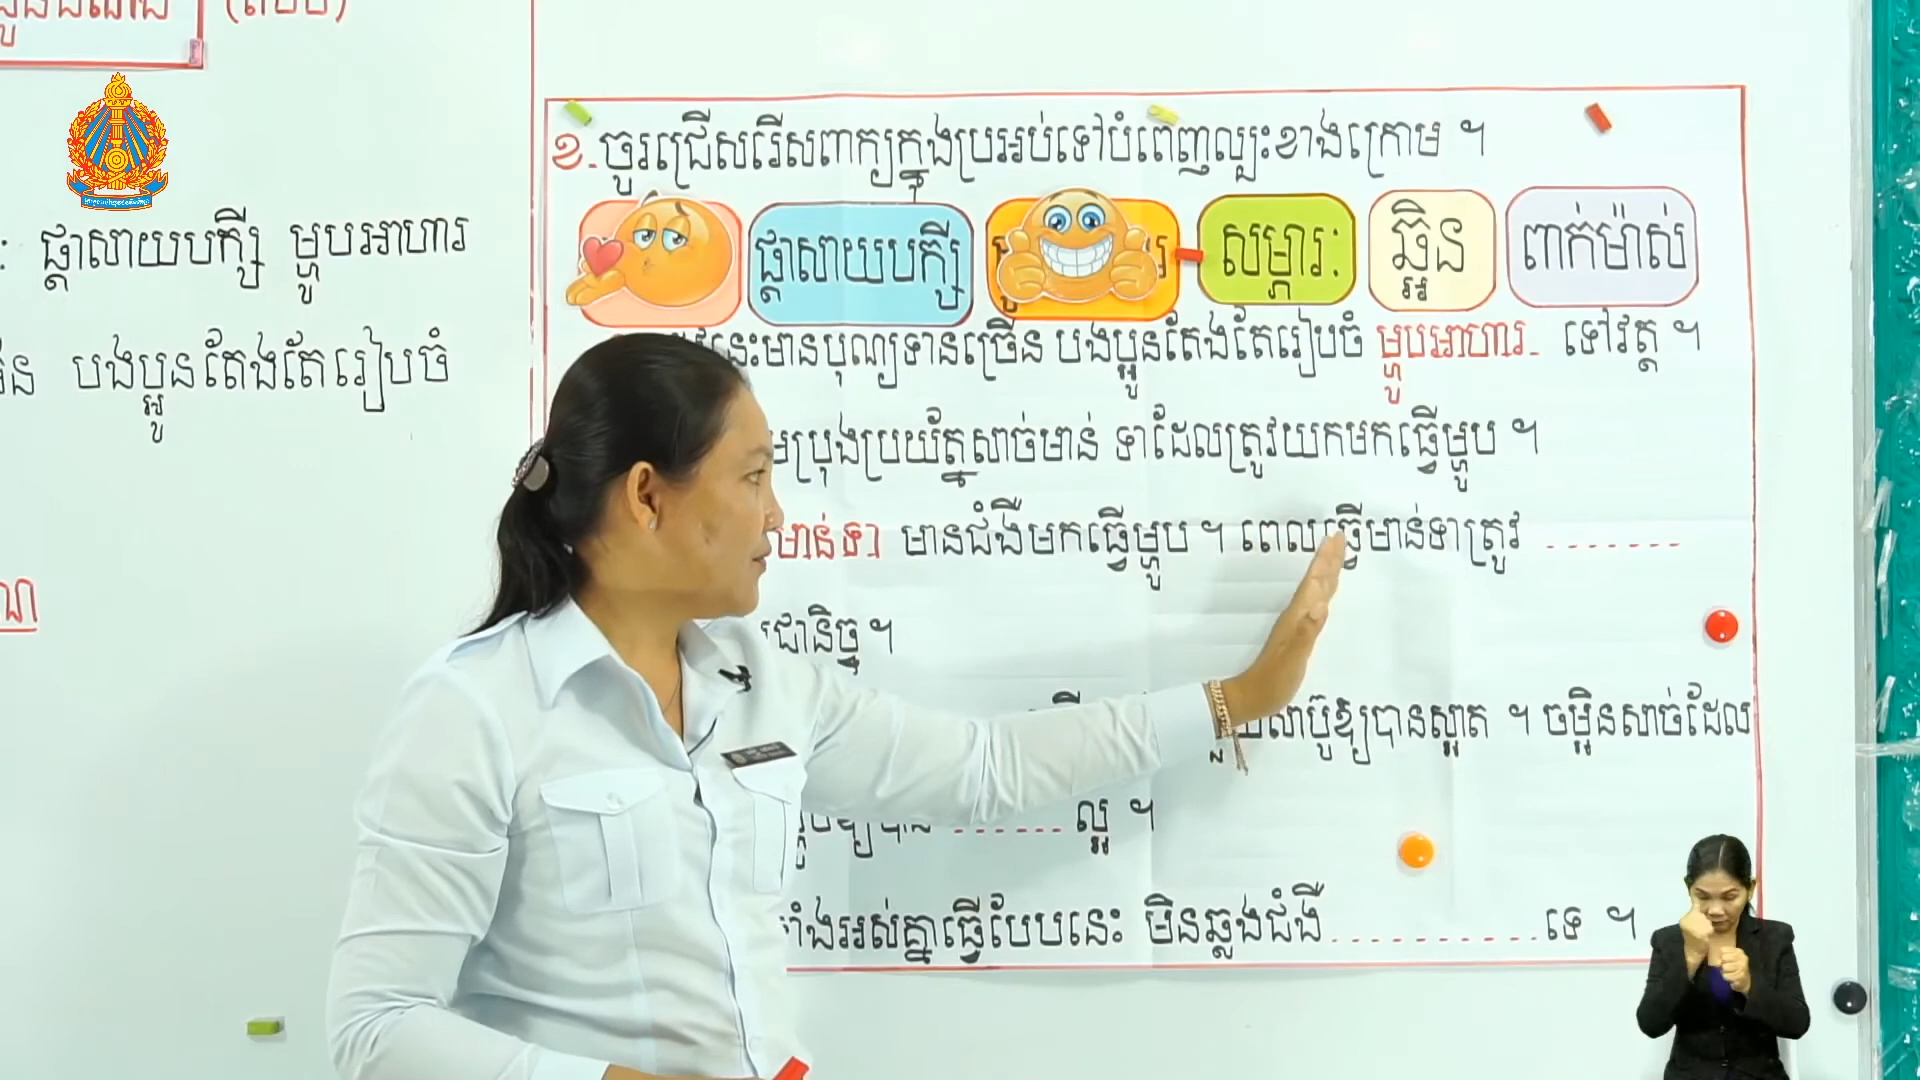 ៖ ផ្ដាសាយបក្សី ម្ហូបអាហារ
បងប្អូនតែងតែរៀបចំ
ខ.ចូរជ្រើសរើសពាក្យក្នុងប្រអប់ទៅបំពេញល្បះខាងក្រោម ។
ផ្ដាសាយបក្សី
សម្ភារៈ
ឆ្អិន
ពាក់ម៉ាស់
នេះមានបុណ្យទានច្រើន បងប្អូនតែងតែរៀបចំ ម្ហូបអាហារ ទៅវត្ត ។
ប្រុងប្រយ័ត្នសាច់មាន់ ទាដែលត្រូវយកមកធ្វើម្ហូប ។
មាន់ទា មានជំងឺមកធ្វើម្ហូប ។ ពេលធ្វើមាន់ទាត្រូវ .......
ជានិច្ច ។
សាប៊ូឱ្យបានស្អាត ។ ចម្អិនសាច់ដែល
...... ល្អ ។
ទាំងអស់គ្នាធ្វើបែបនេះ មិនឆ្លងជំងឺ...........ទេ ។